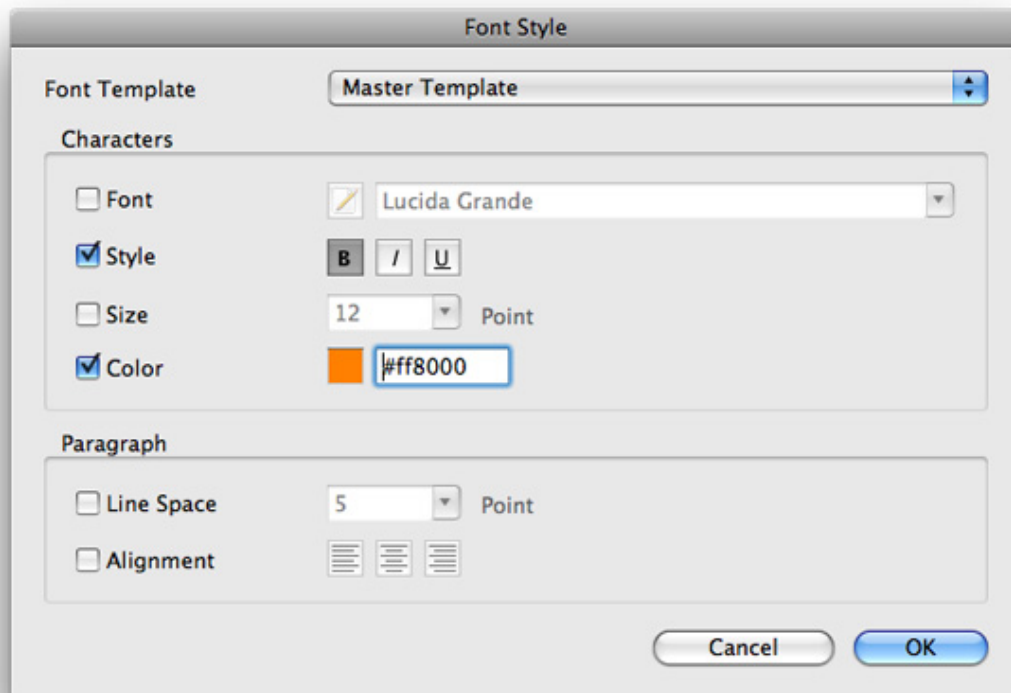 Font Style
Font Template Master Template
Characters
Font Lucida Grande
Style B I U
Size 12 Point
Color #ff8000
Paragraph
Line Space 5 Point
Alignment
Cancel OK